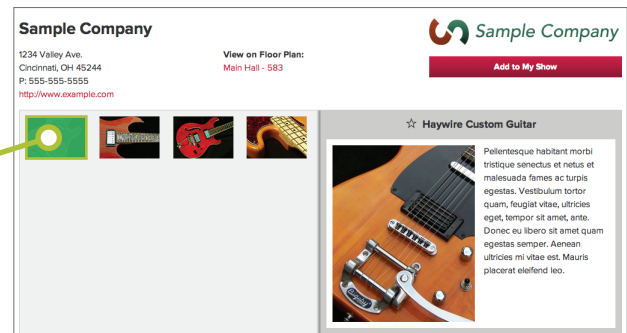 Sample Company
Sample Company
1234 Valley Ave.
Cincinnati, OH 45244
P: 555-555-5555
http://www.example.com
View on Floor Plan:
Main Hall - 583
Add to My Show
☆ Haywire Custom Guitar
Pellentesque habitant morbi
tristique senectus et netus et
malesuada fames ac turpis
egestas. Vestibulum tortor
quam, feugiat vitae, ultricies
eget, tempor sit amet, ante.
Donec eu libero sit amet quam
egestas semper. Aenean
ultricies mi vitae est. Mauris
placerat eleifend leo.
Bigsby